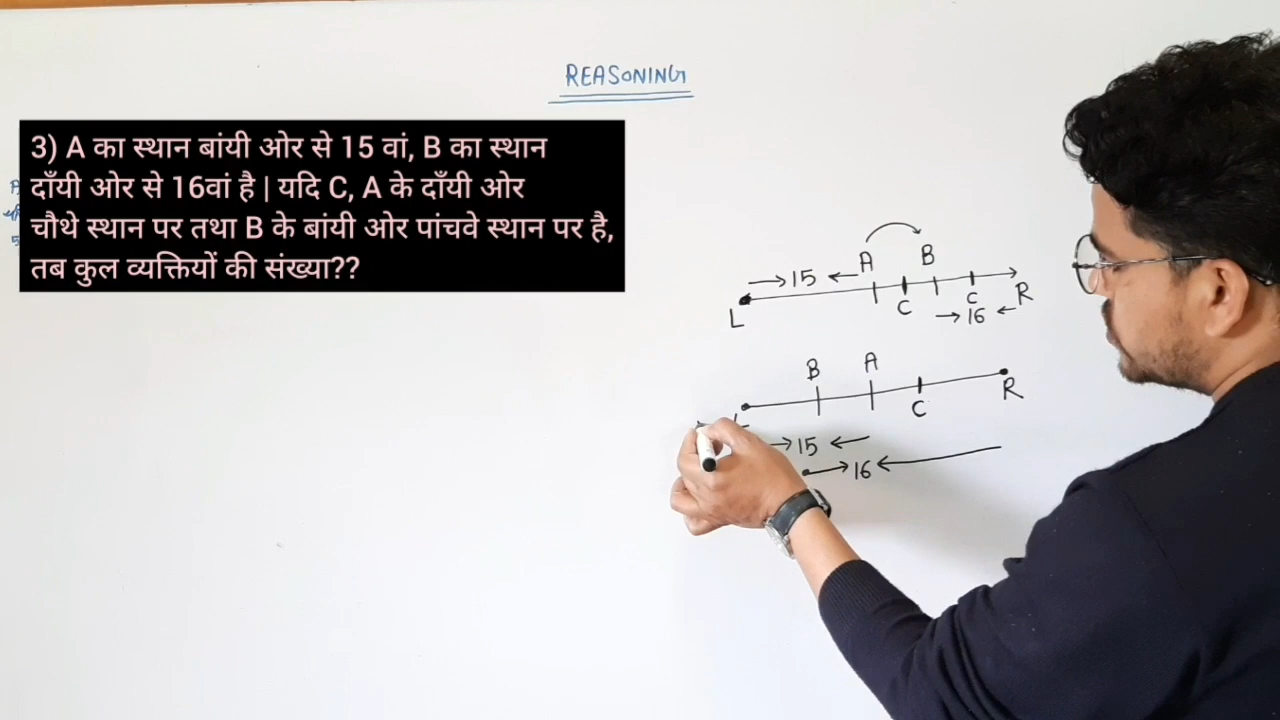 REASONING
3) A का स्थान बांयी ओर से 15 वां, B का स्थान
दाँयी ओर से 16वां है | यदि C, A के दाँयी ओर
चौथे स्थान पर तथा B के बांयी ओर पांचवे स्थान पर है,
तब कुल व्यक्तियों की संख्या??
A B
→15 ←
L C C R
→16 ←
B A
C R
→15 ←
→16←